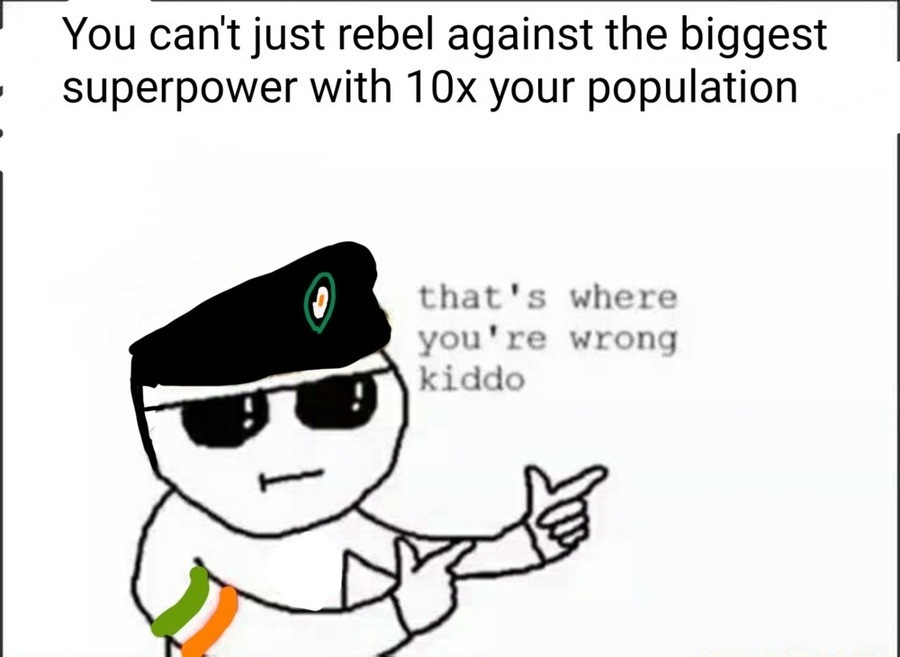 You can't just rebel against the biggest
superpower with 10x your population
that's where
you're wrong
kiddo